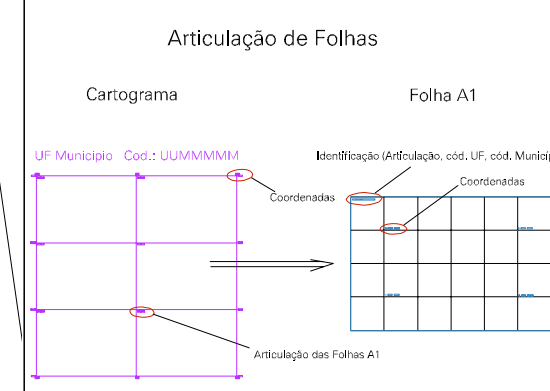 Articulação de Folhas
Cartograma
Folha A1
UF Municipio Cod.: UUMMMMM
Identificação (Articulação, cód. UF, cód. Municíp
Coordenadas
Coordenadas
Articulação das Folhas A1